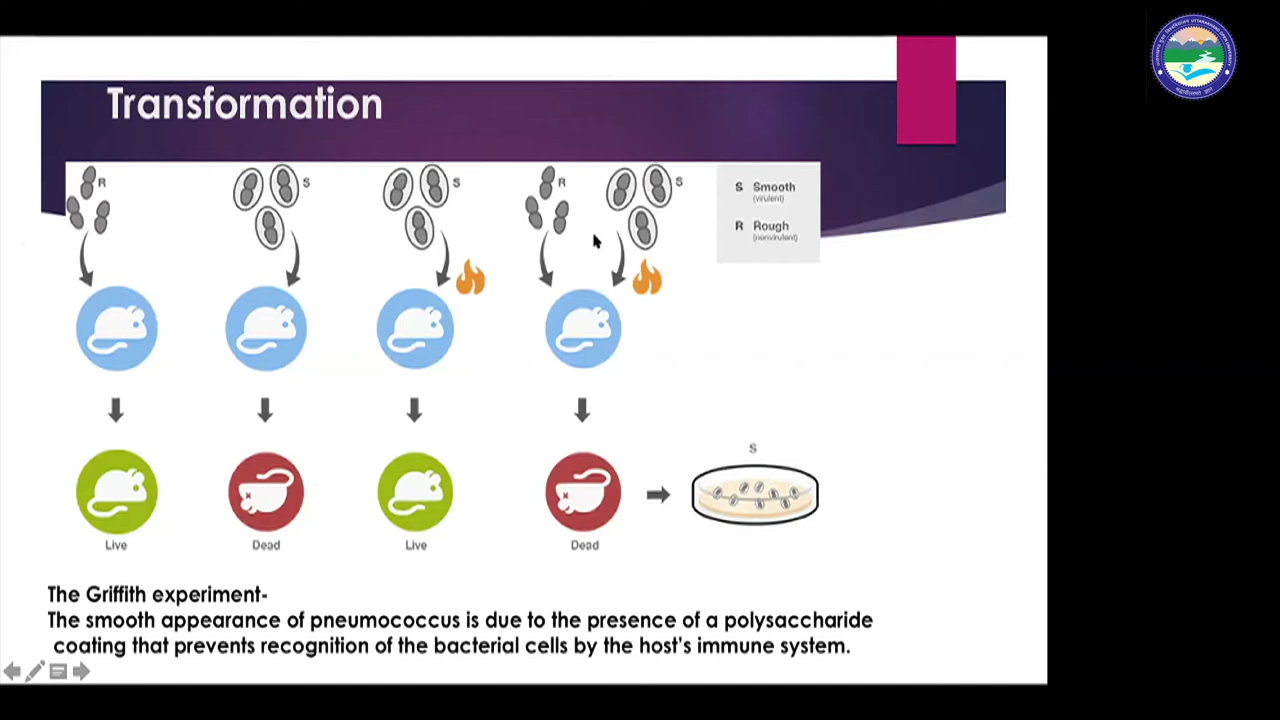 Transformation
R
S
S
R
S
S Smooth
(virulent)
R Rough
(nonvirulent)
S
Live
Dead
Live
Dead
The Griffith experiment-
The smooth appearance of pneumococcus is due to the presence of a polysaccharide
coating that prevents recognition of the bacterial cells by the host's immune system.